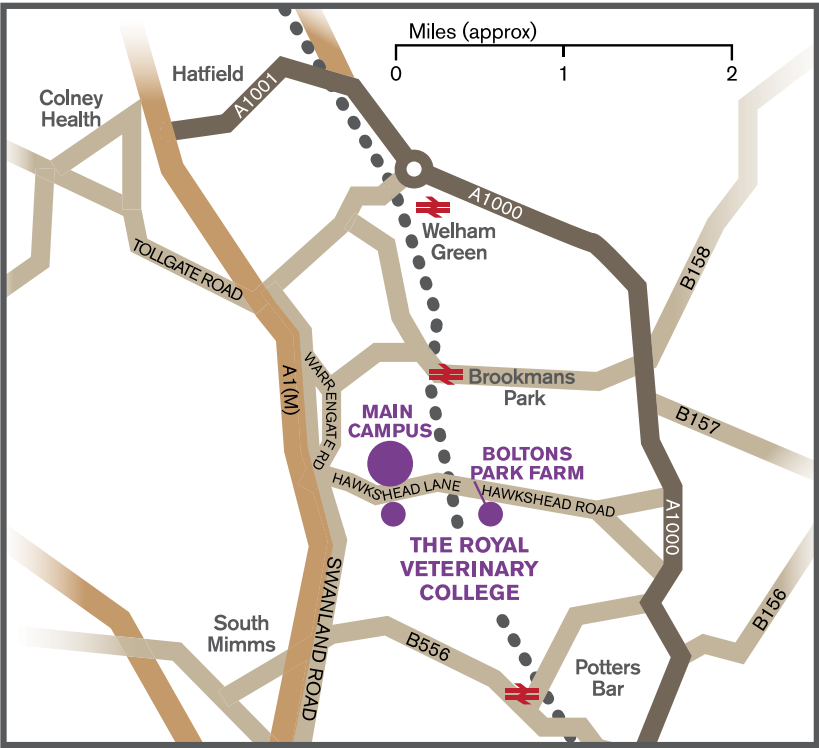 Miles (approx)
0
1
2
Hatfield
Colney
Health
A1001
A1000
Welham
Green
TOLLGATE ROAD
B158
A1(M)
WARRENGATE RD
Brookmans
Park
B157
MAIN
CAMPUS
BOLTONS
PARK FARM
HAWKSHEAD LANE
HAWKSHEAD ROAD
A1000
THE ROYAL
VETERINARY
COLLEGE
SWANLAND ROAD
South
Mimms
B556
B156
Potters
Bar